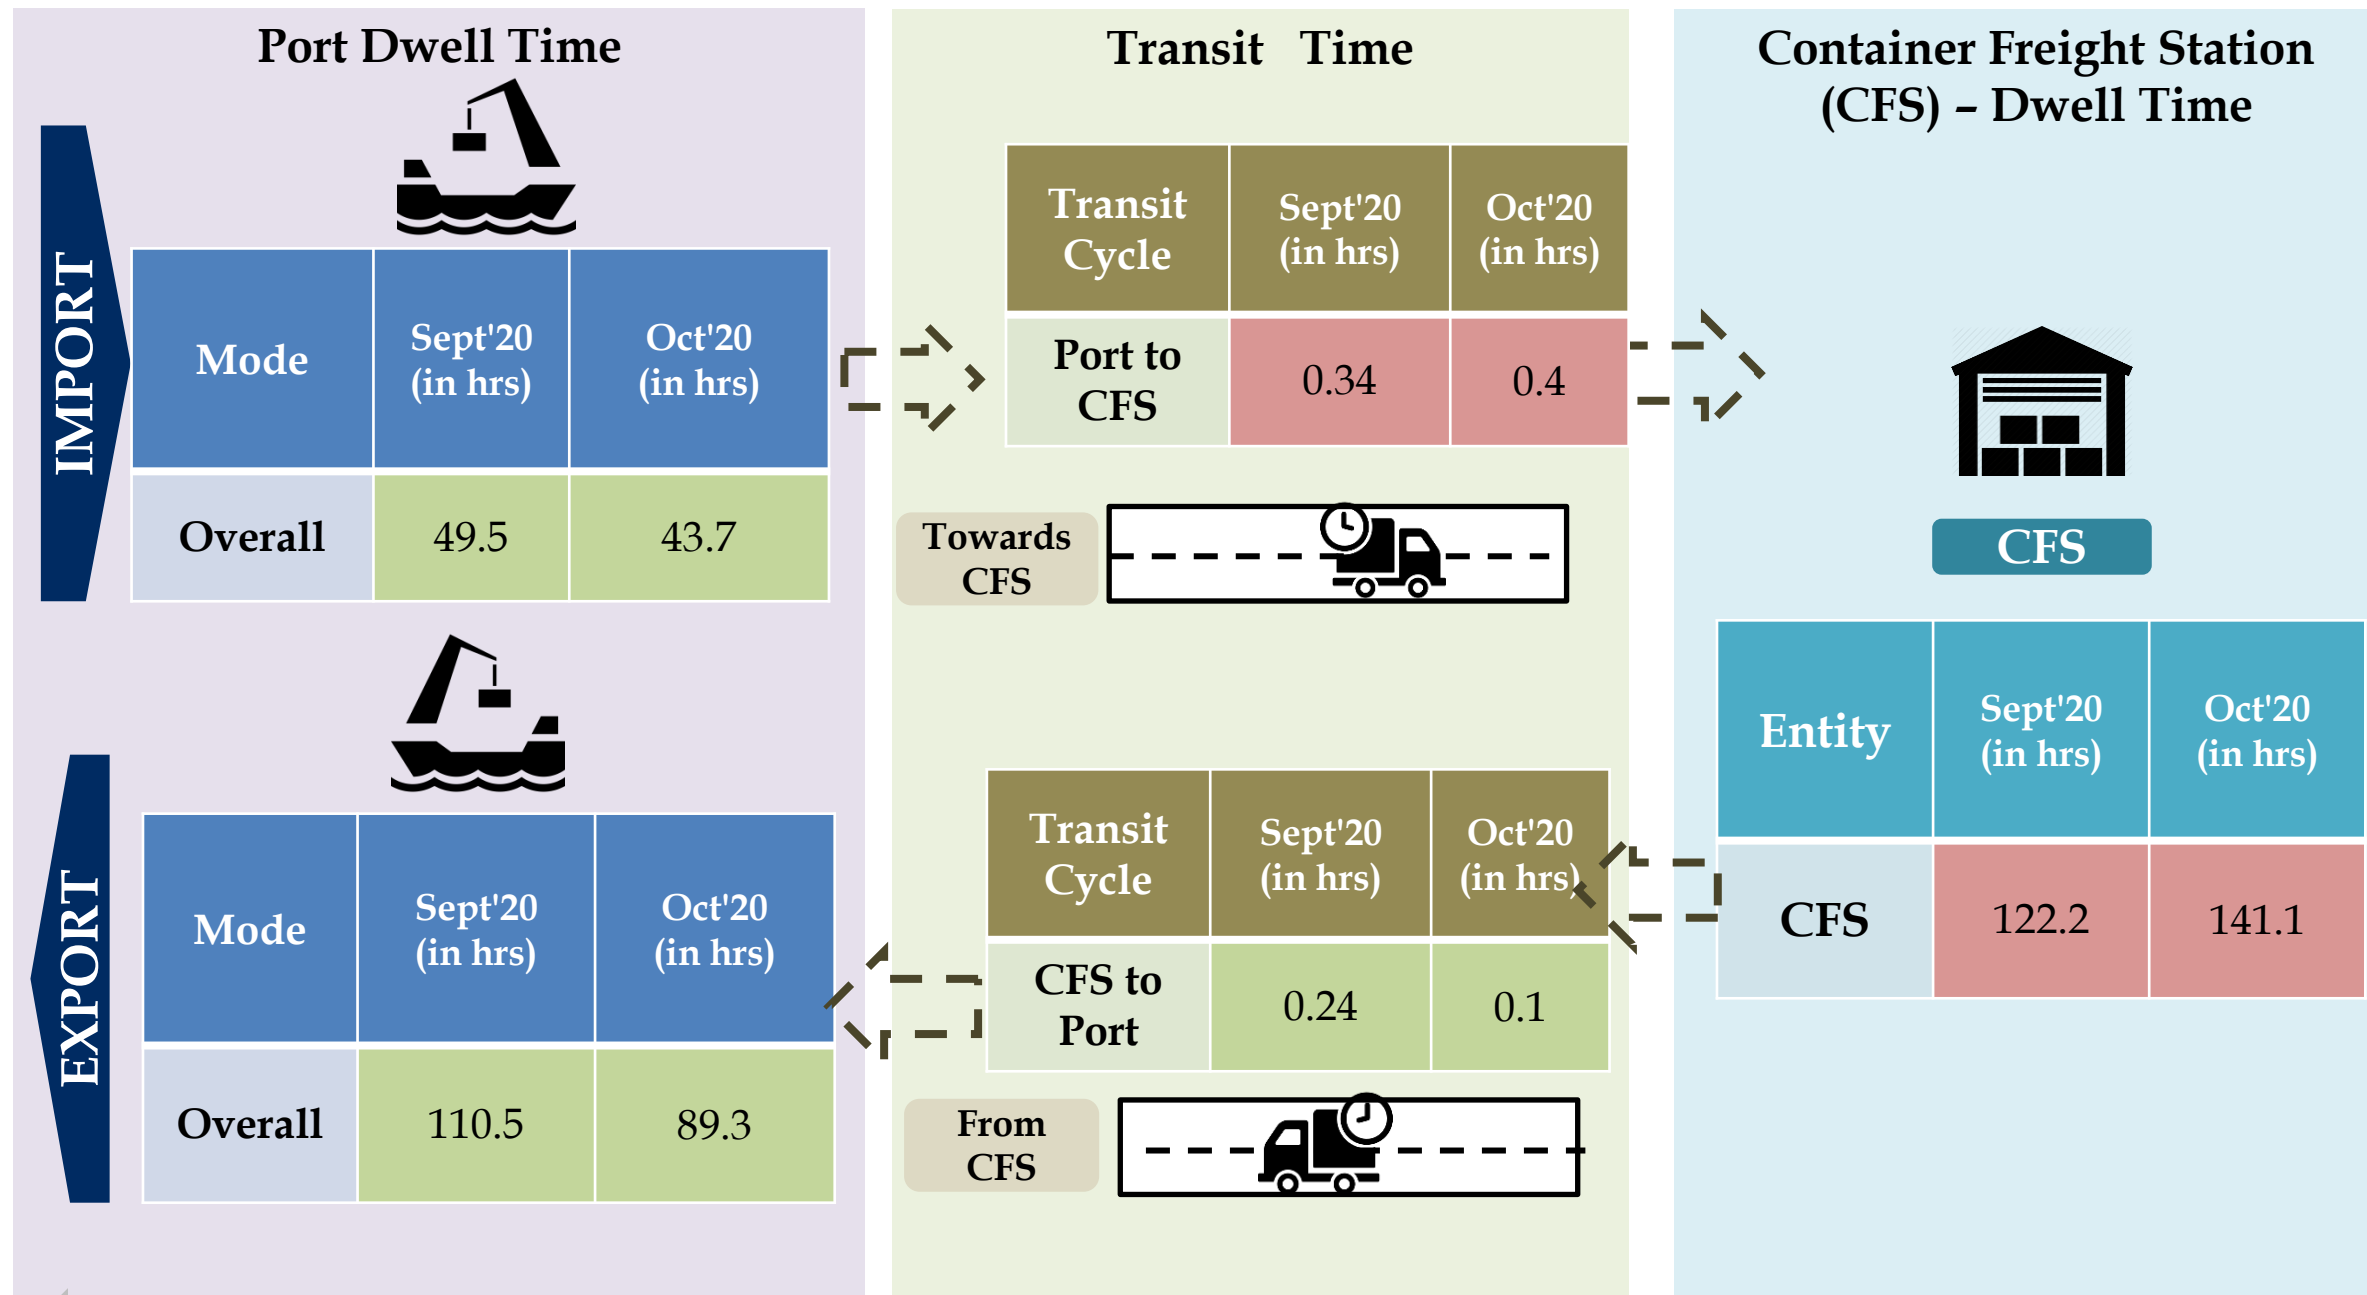 Port Dwell Time
IMPORT
Mode
Sept'20
(in hrs)
Oct'20
(in hrs)
Overall
49.5
43.7
EXPORT
Mode
Sept'20
(in hrs)
Oct'20
(in hrs)
Overall
110.5
89.3
Transit Time
Transit
Cycle
Sept'20
(in hrs)
Oct'20
(in hrs)
Port to
CFS
0.34
0.4
Towards
CFS
Transit
Cycle
Sept'20
(in hrs)
Oct'20
(in hrs)
CFS to
Port
0.24
0.1
From
CFS
Container Freight Station
(CFS) – Dwell Time
CFS
Entity
Sept'20
(in hrs)
Oct'20
(in hrs)
CFS
122.2
141.1